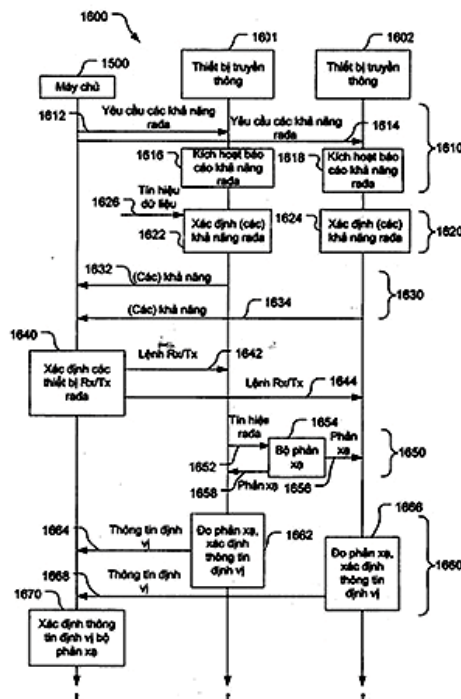 1600
1601
1602
1500
Thiết bị truyền
thông
Thiết bị truyền
thông
Máy chủ
1612
Yêu cầu các khả năng
rada
Yêu cầu các khả năng
rada
1614
1610
1616
Kích hoạt báo
cáo khả năng
rada
1618
Kích hoạt báo
cáo khả năng
rada
1626
Tín hiệu
dữ liệu
1622
Xác định (các)
khả năng rada
1624
Xác định (các)
khả năng rada
1620
1632
(Các) khả năng
(Các) khả năng
1634
1630
1640
Xác định các
thiết bị Rx/Tx
rada
Lệnh Rx/Tx
1642
Lệnh Rx/Tx
1644
Tín hiệu
rada
1652
1654
Bộ phản
xạ
Phản
xạ
1658
Phản xạ
1656
1650
1664
Thông tin định
vị
1662
Đo phản xạ,
xác định
thông tin
định vị
1666
Đo phản xạ,
xác định
thông tin
định vị
1660
1668
Thông tin định
vị
1670
Xác định thông
tin định vị bộ
phản xạ